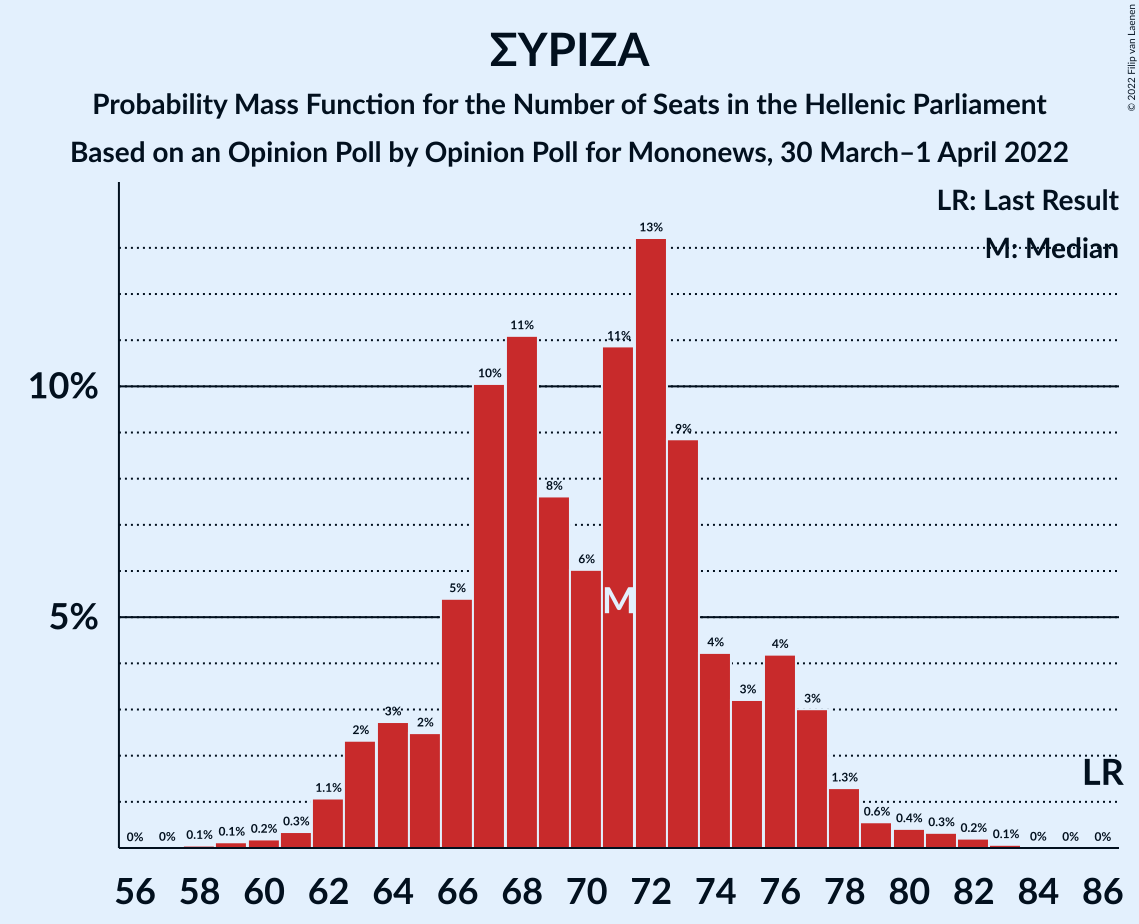 ΣΥΡΙΖΑ
Probability Mass Function for the Number of Seats in the Hellenic Parliament
Based on an Opinion Poll by Opinion Poll for Mononews, 30 March–1 April 2022
© 2022 Filip van Laenen
LR: Last Result
M: Median
10%
5%
0% 0% 0.1% 0.1% 0.2% 0.3% 1.1% 2% 3% 2% 5% 10% 11% 8% 6% 11% 13% 9% 4% 3% 4% 3% 1.3% 0.6% 0.4% 0.3% 0.2% 0.1% 0% 0% 0%
M
LR
56 58 60 62 64 66 68 70 72 74 76 78 80 82 84 86